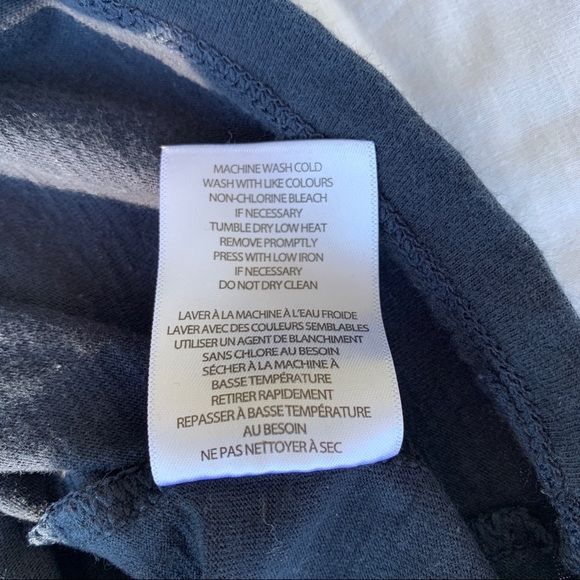 MACHINE WASH COLD
WASH WITH LIKE COLOURS
NON-CHLORINE BLEACH
IF NECESSARY
TUMBLE DRY LOW HEAT
REMOVE PROMPTLY
PRESS WITH LOW IRON
IF NECESSARY
DO NOT DRY CLEAN
LAVER À LA MACHINE À L'EAU FROIDE
LAVER AVEC DES COULEURS SEMBLABLES
UTILISER UN AGENT DE BLANCHIMENT
SANS CHLORE AU BESOIN
SÉCHER À LA MACHINE À
BASSE TEMPÉRATURE
RETIRER RAPIDEMENT
REPASSER À BASSE TEMPÉRATURE
AU BESOIN
NE PAS NETTOYER À SEC